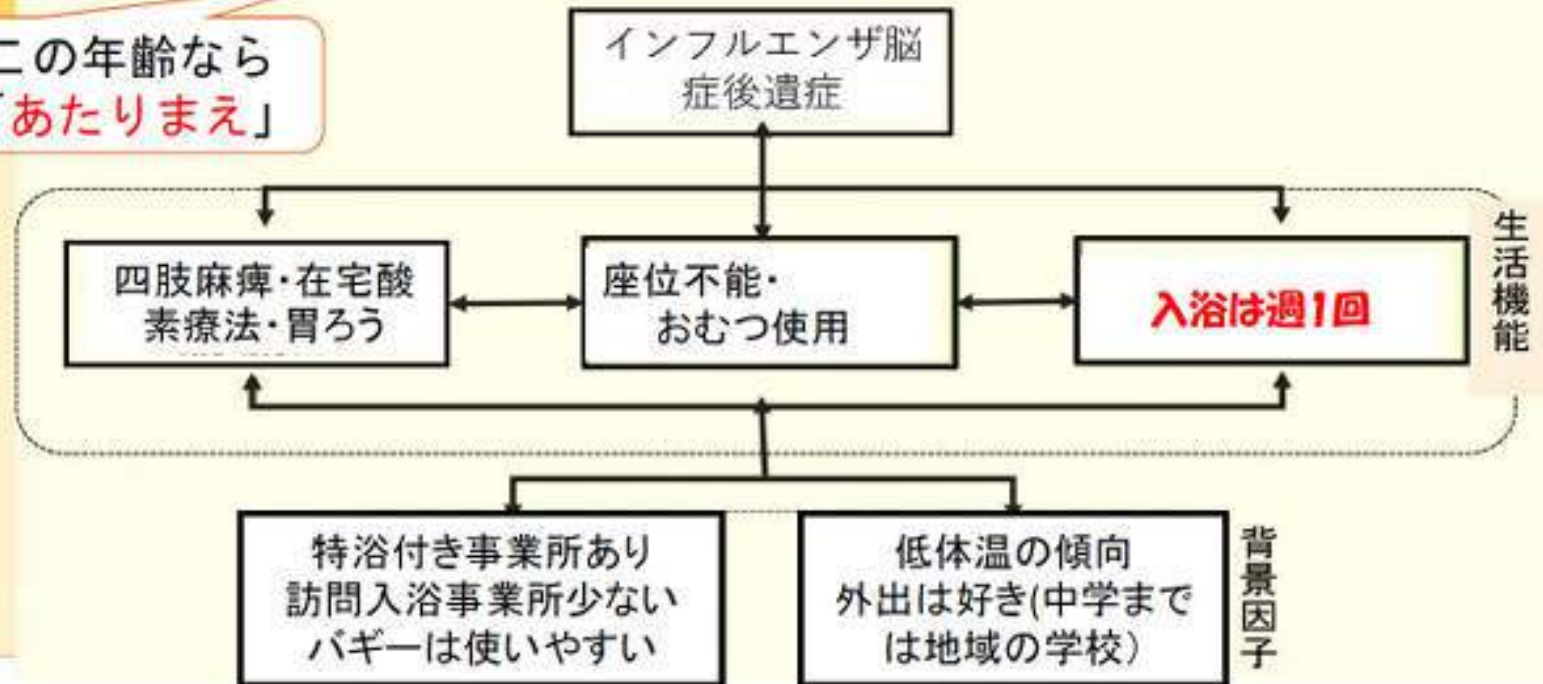 この年齢なら
「あたりまえ」
インフルエンザ脳
症後遺症
四肢麻痺・在宅酸
素療法・胃ろう
座位不能・
おむつ使用
入浴は週1回
生活機能
特浴付き事業所あり
訪問入浴事業所少ない
バギーは使いやすい
低体温の傾向
外出は好き(中学まで
は地域の学校)
背景因子